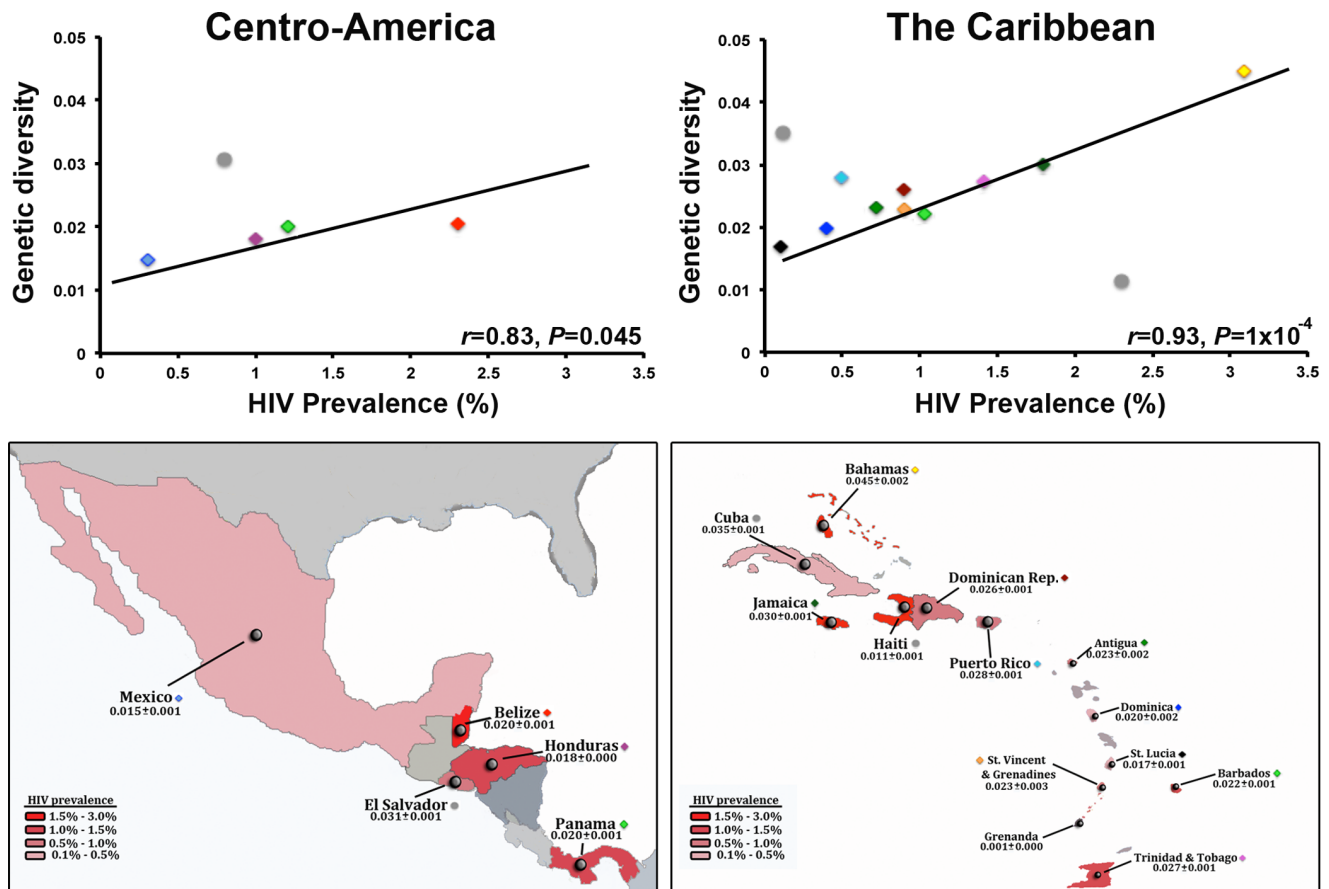 Centro-America
0.05
0.04
0.03
0.02
0.01
0
Genetic diversity
r=0.83, P=0.045
0 0.5 1 1.5 2 2.5 3 3.5
HIV Prevalence (%)
The Caribbean
0.05
0.04
0.03
0.02
0.01
0
Genetic diversity
r=0.93, P=1x10-4
0 0.5 1 1.5 2 2.5 3 3.5
HIV Prevalence (%)
Mexico
0.015±0.001
Belize
0.020±0.001
Honduras
0.018±0.000
El Salvador
0.031±0.001
Panama
0.020±0.001
HIV prevalence
1.5% - 3.0%
1.0% - 1.5%
0.5% - 1.0%
0.1% - 0.5%
Bahamas
0.045±0.002
Cuba
0.035±0.001
Dominican Rep.
0.026±0.001
Jamaica
0.030±0.001
Haiti
0.011±0.001
Puerto Rico
0.028±0.001
Antigua
0.023±0.002
Dominica
0.020±0.002
St. Lucia
0.017±0.001
St. Vincent
& Grenadines
0.023±0.003
Barbados
0.022±0.001
Grenanda
0.001±0.000
Trinidad & Tobago
0.027±0.001
HIV prevalence
1.5% - 3.0%
1.0% - 1.5%
0.5% - 1.0%
0.1% - 0.5%